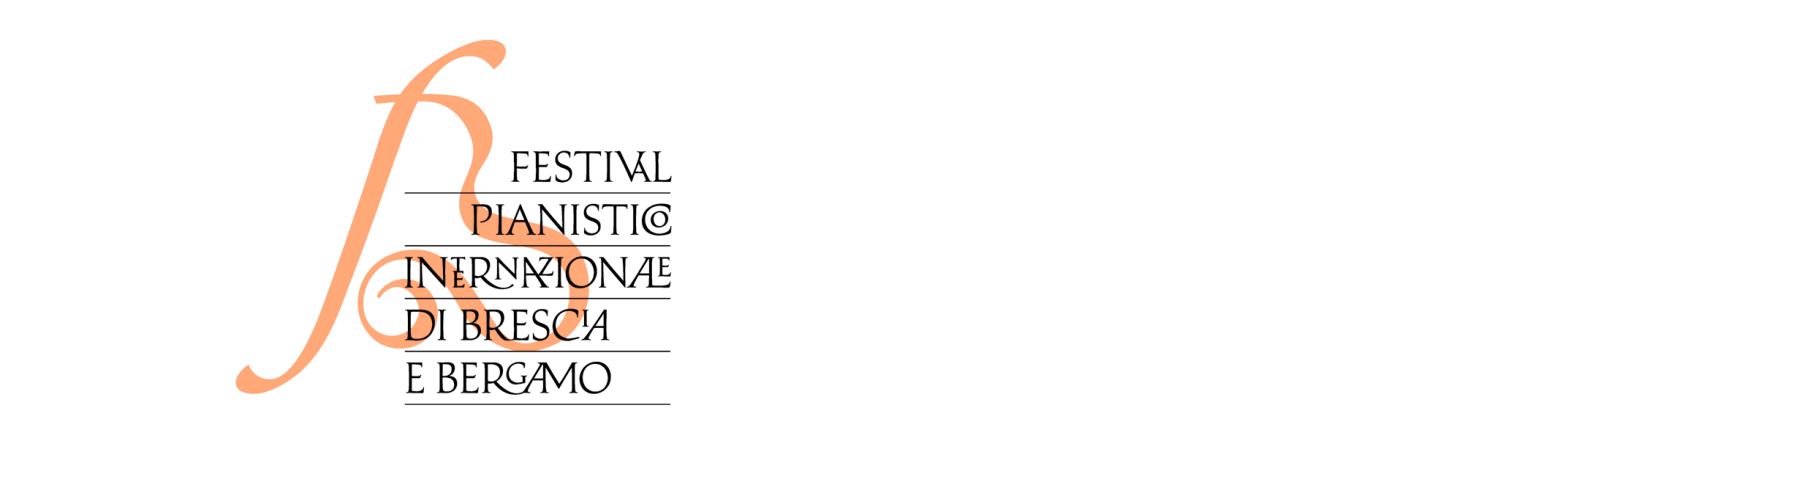 FESTIVAL
PIANISTICO
INTERNAZIONALE
DI BRESCIA
E BERGAMO